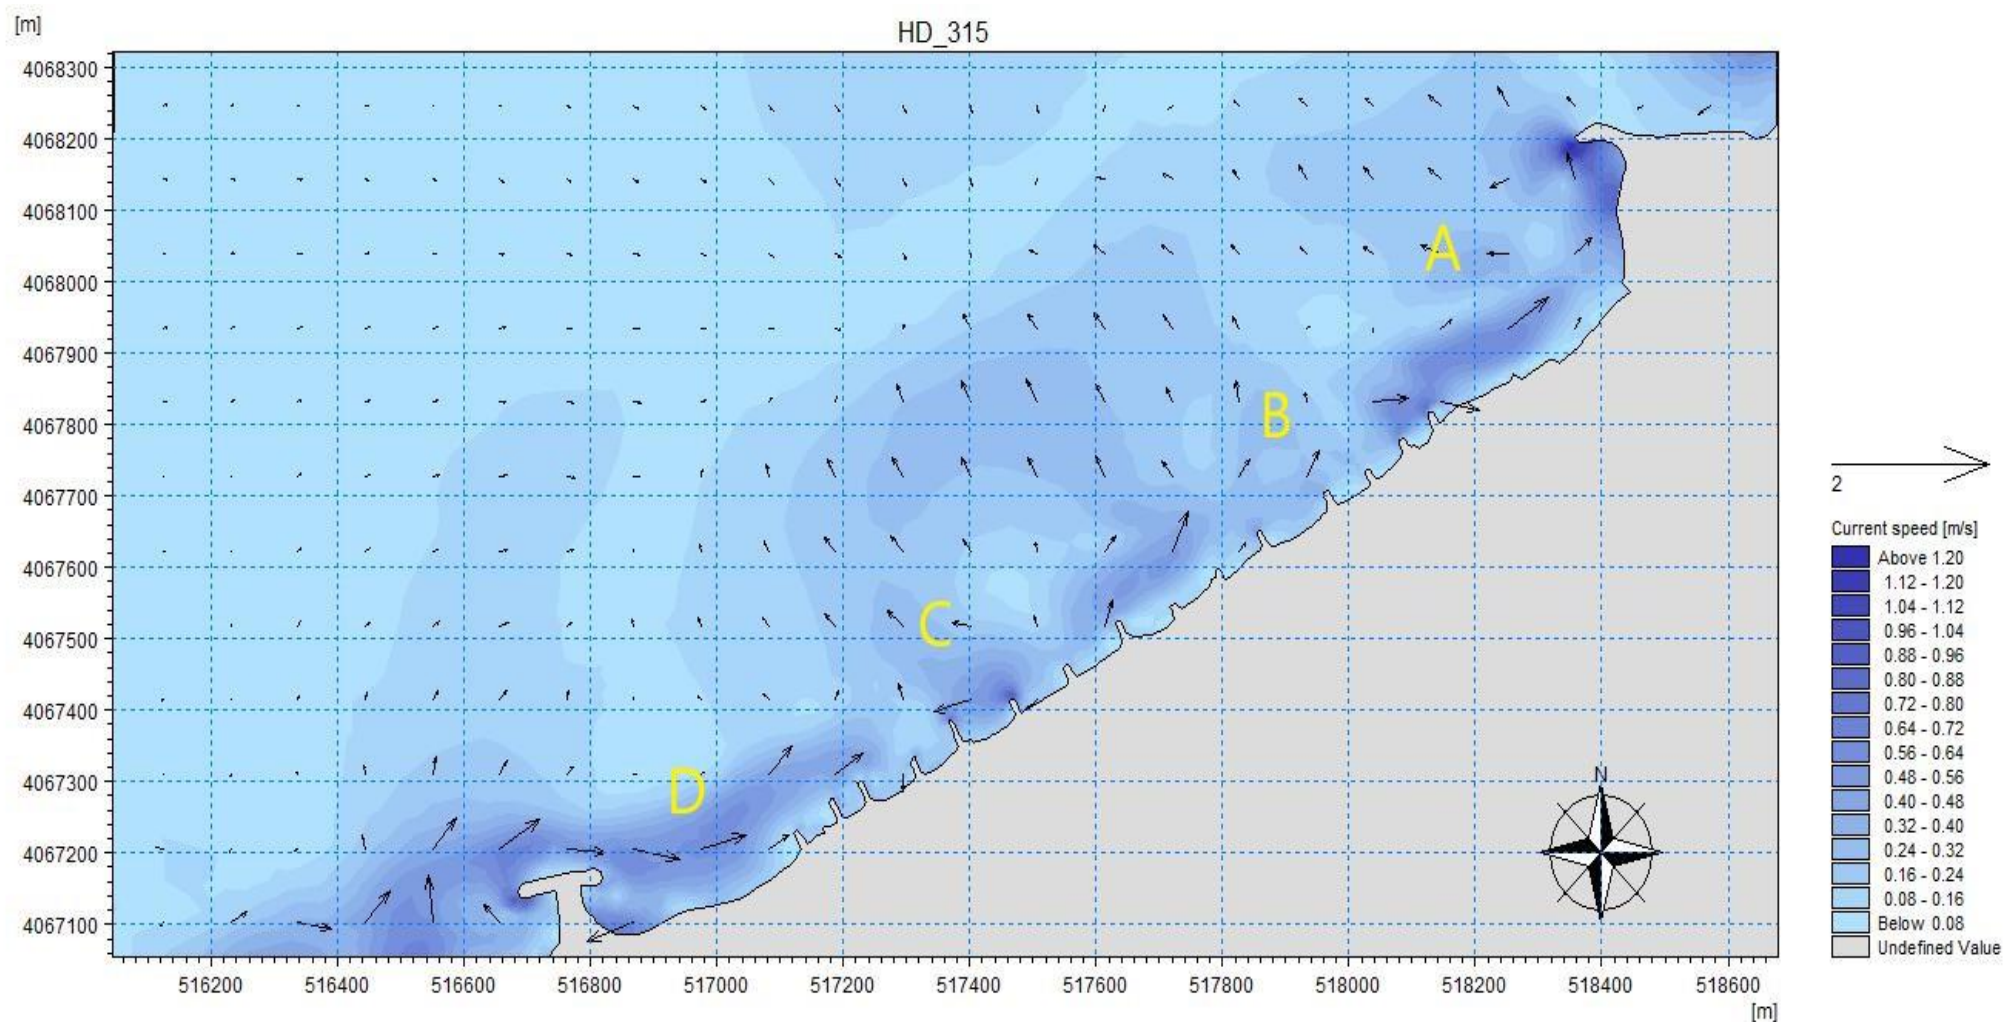 [m]
HD_315
4068300
4068200
4068100
4068000
4067900
4067800
4067700
4067600
4067500
4067400
4067300
4067200
4067100
A
B
C
D
N
516200 516400 516600 516800 517000 517200 517400 517600 517800 518000 518200 518400 518600
[m]
2
Current speed [m/s]
Above 1.20
1.12 - 1.20
1.04 - 1.12
0.96 - 1.04
0.88 - 0.96
0.80 - 0.88
0.72 - 0.80
0.64 - 0.72
0.56 - 0.64
0.48 - 0.56
0.40 - 0.48
0.32 - 0.40
0.24 - 0.32
0.16 - 0.24
0.08 - 0.16
Below 0.08
Undefined Value